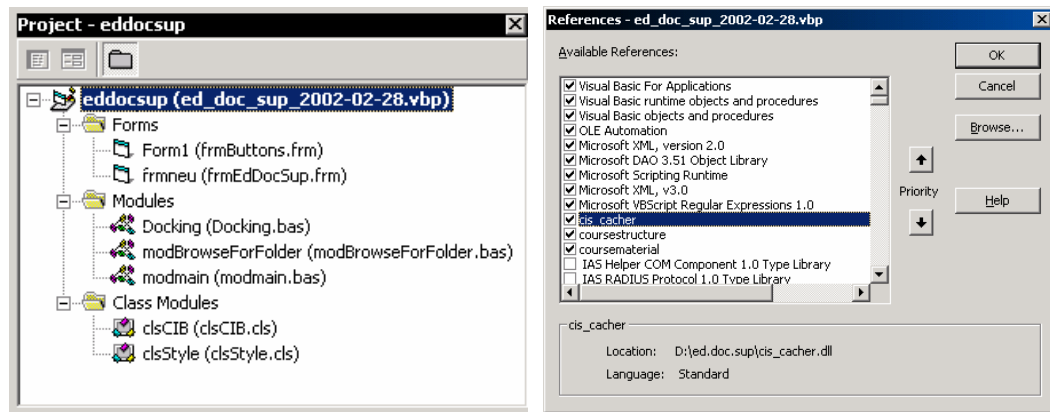 Project - eddocsup
eddocsup (ed_doc_sup_2002-02-28.vbp)
Forms
Form1 (frmButtons.frm)
frmneu (frmEdDocSup.frm)
Modules
Docking (Docking.bas)
modBrowseForFolder (modBrowseForFolder.bas)
modmain (modmain.bas)
Class Modules
clsCIB (clsCIB.cls)
clsStyle (clsStyle.cls)
References - ed_doc_sup_2002-02-28.vbp
Available References:
Visual Basic For Applications
Visual Basic runtime objects and procedures
Visual Basic objects and procedures
OLE Automation
Microsoft XML, version 2.0
Microsoft DAO 3.51 Object Library
Microsoft Scripting Runtime
Microsoft XML, v3.0
Microsoft VBScript Regular Expressions 1.0
cis_cacher
coursestructure
coursematerial
IAS Helper COM Component 1.0 Type Library
IAS RADIUS Protocol 1.0 Type Library
OK
Cancel
Browse...
Priority
Help
cis_cacher
Location: D:\ed.doc.sup\cis_cacher.dll
Language: Standard